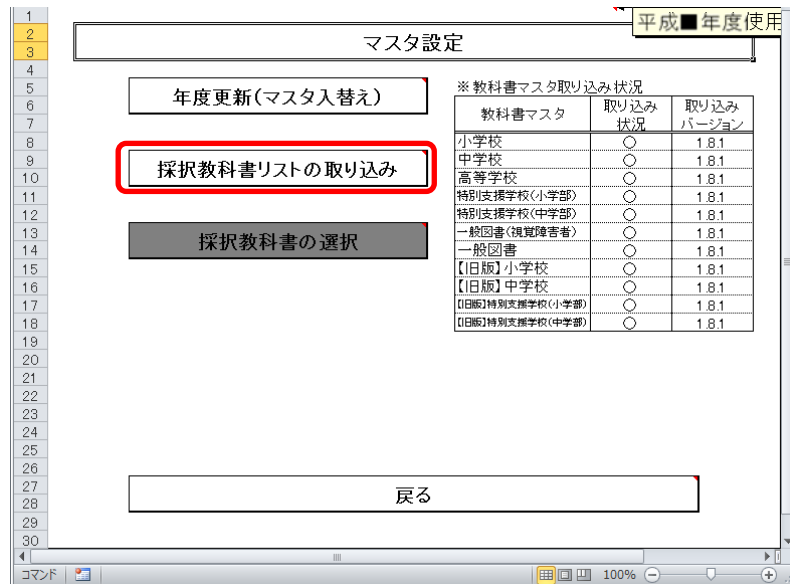 平成■年度使用
マスタ設定
年度更新(マスタ入替え)
採択教科書リストの取り込み
採択教科書の選択
※教科書マスタ取り込み状況
教科書マスタ 取り込み状況 取り込みバージョン
小学校 ○ 1.8.1
中学校 ○ 1.8.1
高等学校 ○ 1.8.1
特別支援学校(小学部) ○ 1.8.1
特別支援学校(中学部) ○ 1.8.1
一般図書(視覚障害者) ○ 1.8.1
一般図書 ○ 1.8.1
【旧版】小学校 ○ 1.8.1
【旧版】中学校 ○ 1.8.1
【旧版】特別支援学校(小学部) ○ 1.8.1
【旧版】特別支援学校(中学部) ○ 1.8.1
戻る
1
2
3
4
5
6
7
8
9
10
11
12
13
14
15
16
17
18
19
20
21
22
23
24
25
26
27
28
29
30
コマンド
100%